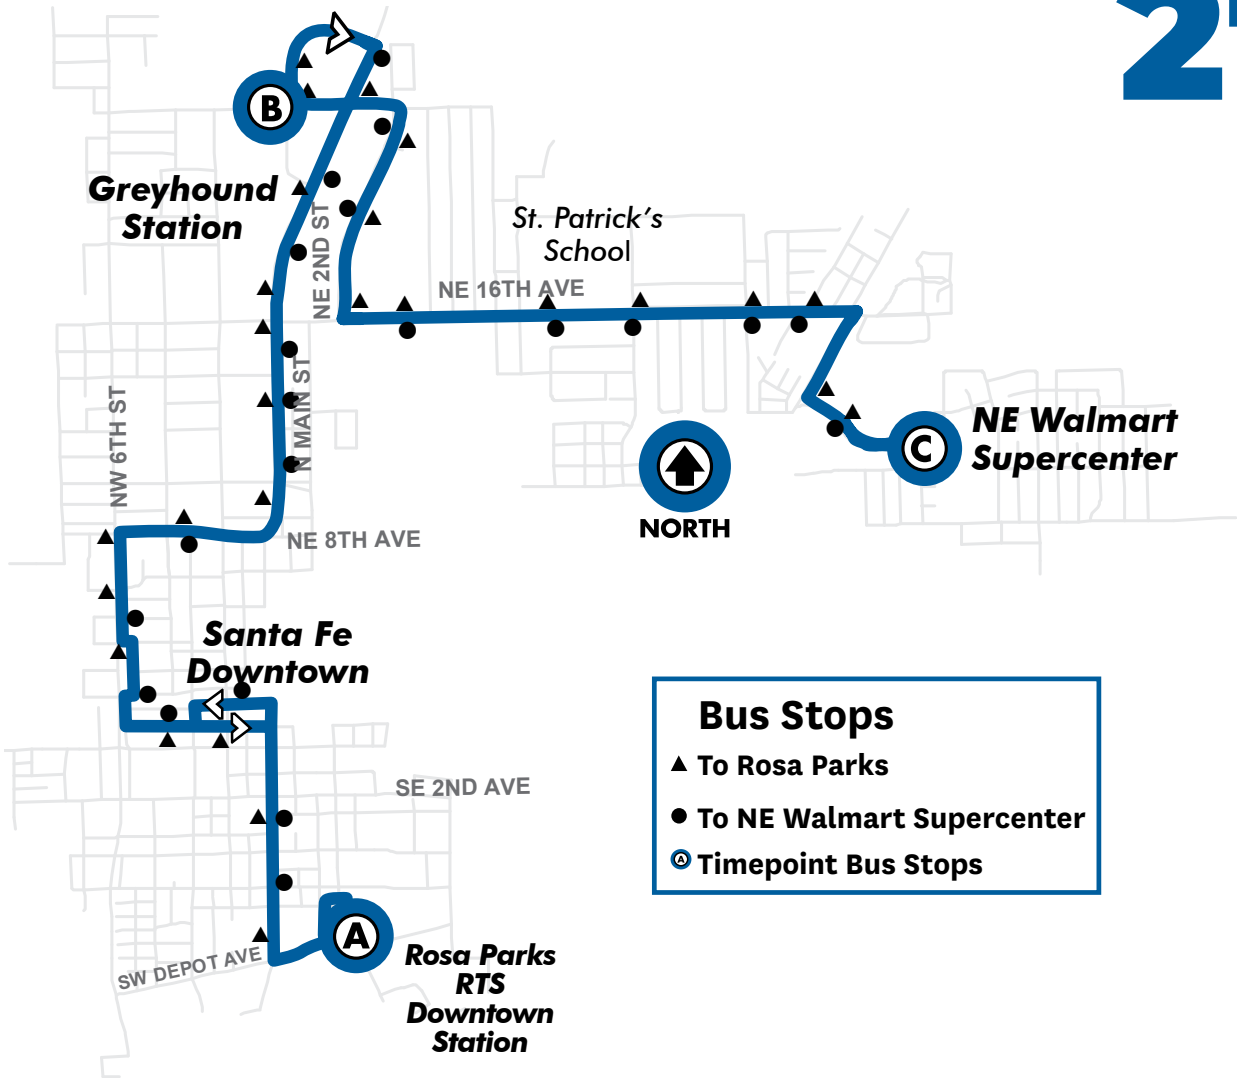 2
B
Greyhound
Station
NE 2ND ST
St. Patrick's
School
NE 16TH AVE
N MAIN ST
NW 6TH ST
C
NE Walmart
Supercenter
NORTH
NE 8TH AVE
Santa Fe
Downtown
SE 2ND AVE
A
SW DEPOT AVE
Rosa Parks
RTS
Downtown
Station
Bus Stops
To Rosa Parks
To NE Walmart Supercenter
A Timepoint Bus Stops